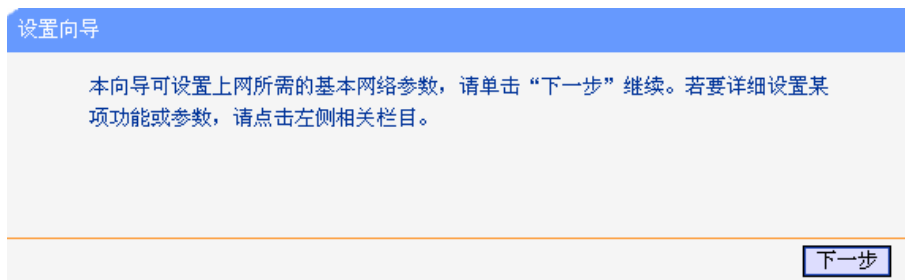 设置向导
本向导可设置上网所需的基本网络参数，请单击“下一步”继续。若要详细设置某
项功能或参数，请点击左侧相关栏目。
下一步